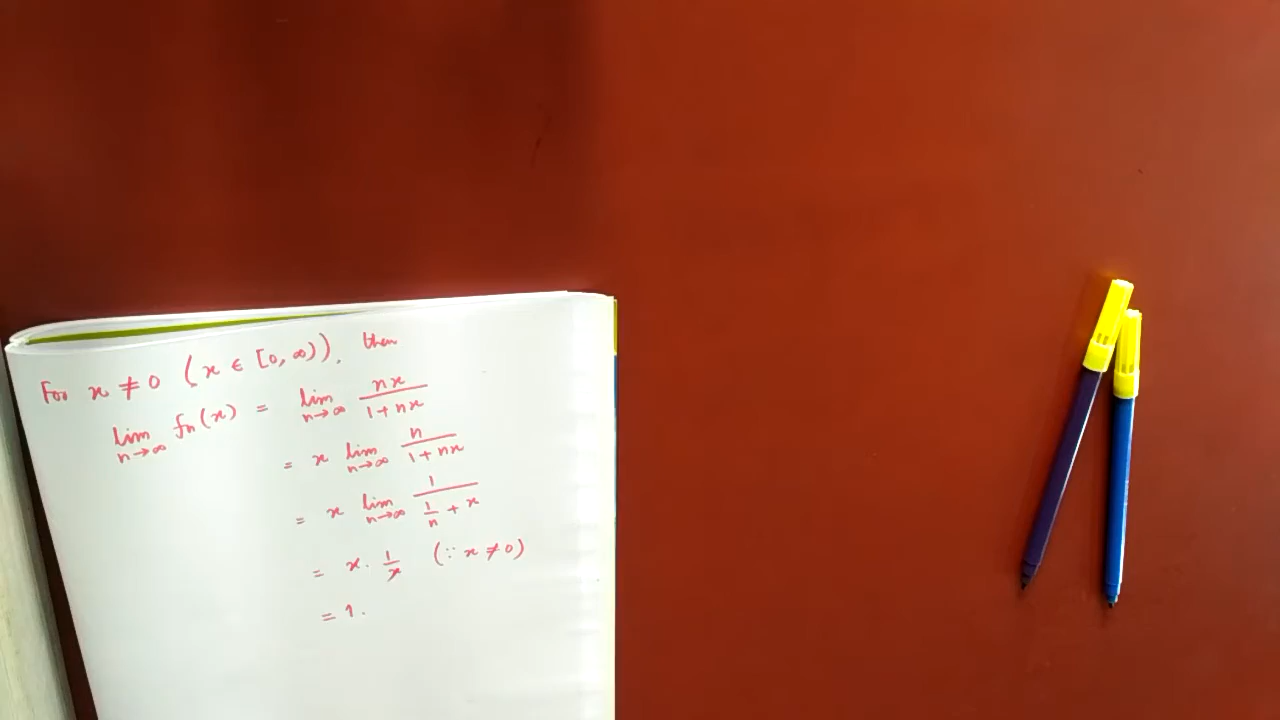 For x ≠ 0 (x ∈ [0, ∞)), then
lim n→∞ fn(x) = lim n→∞ nx / 1 + nx
= x lim n→∞ n / 1 + nx
= x lim n→∞ 1 / 1/n + x
= x. 1/x (∵ x ≠ 0)
= 1.